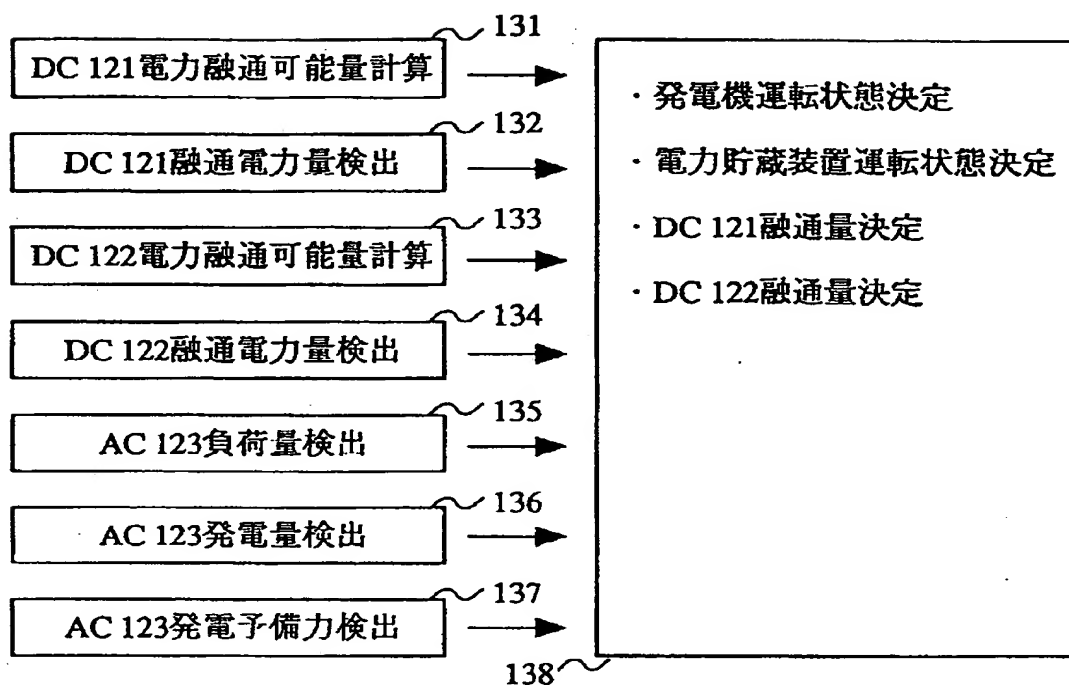 131
DC 121電力融通可能量計算
132
DC 121融通電力量検出
133
DC 122電力融通可能量計算
134
DC 122融通電力量検出
135
AC 123負荷量検出
136
AC 123発電量検出
137
AC 123発電予備力検出
・発電機運転状態決定
・電力貯蔵装置運転状態決定
・DC 121融通量決定
・DC 122融通量決定
138